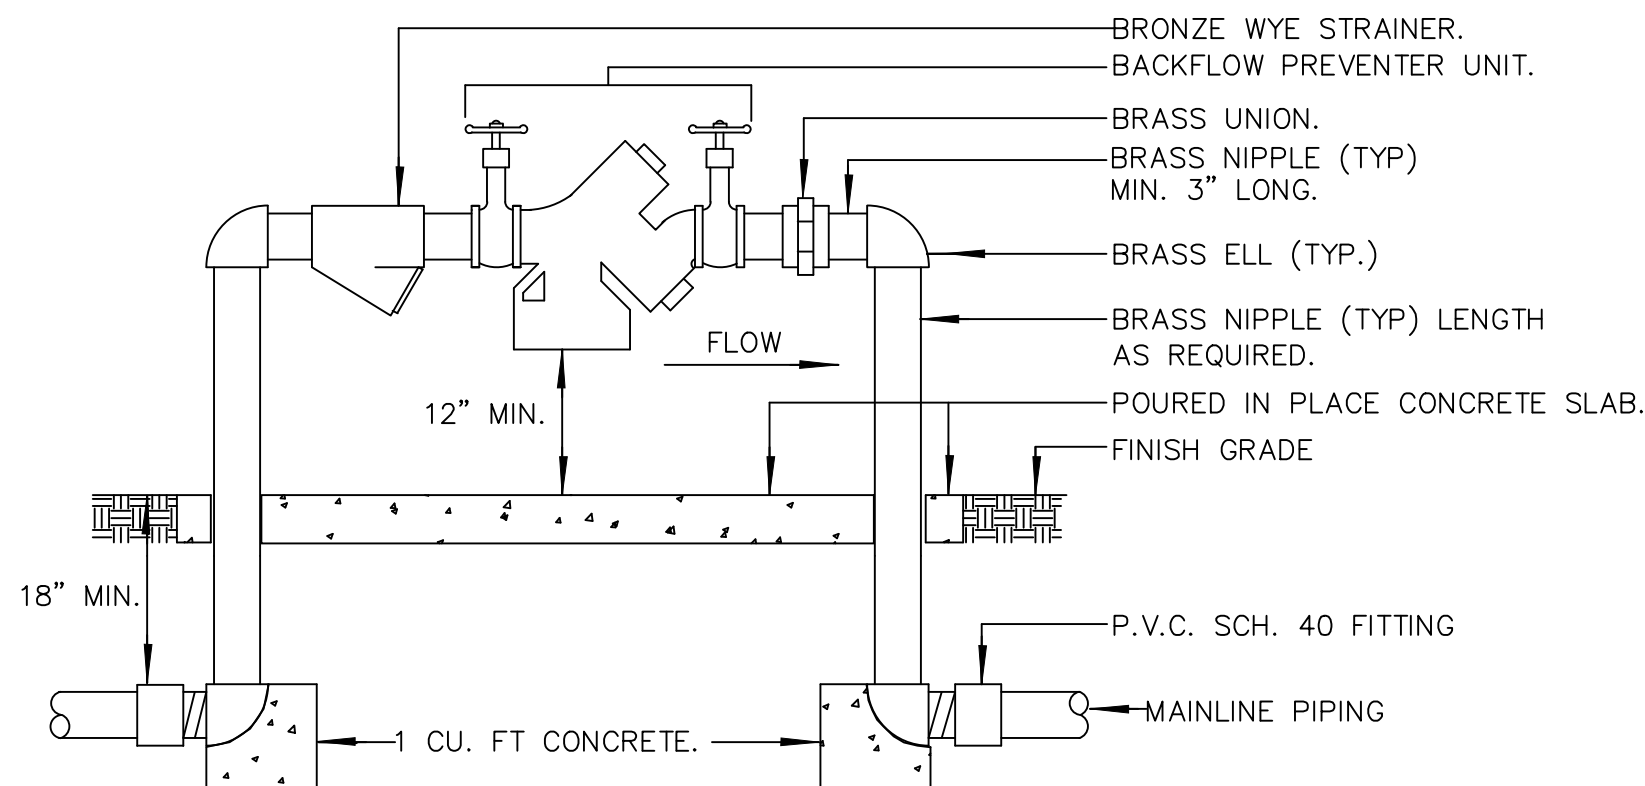 BRONZE WYE STRAINER.
BACKFLOW PREVENTER UNIT.
BRASS UNION.
BRASS NIPPLE (TYP)
MIN. 3” LONG.
BRASS ELL (TYP.)
BRASS NIPPLE (TYP) LENGTH
AS REQUIRED.
FLOW
12” MIN.
POURED IN PLACE CONCRETE SLAB.
FINISH GRADE
18” MIN.
P.V.C. SCH. 40 FITTING
MAINLINE PIPING
1 CU. FT CONCRETE.